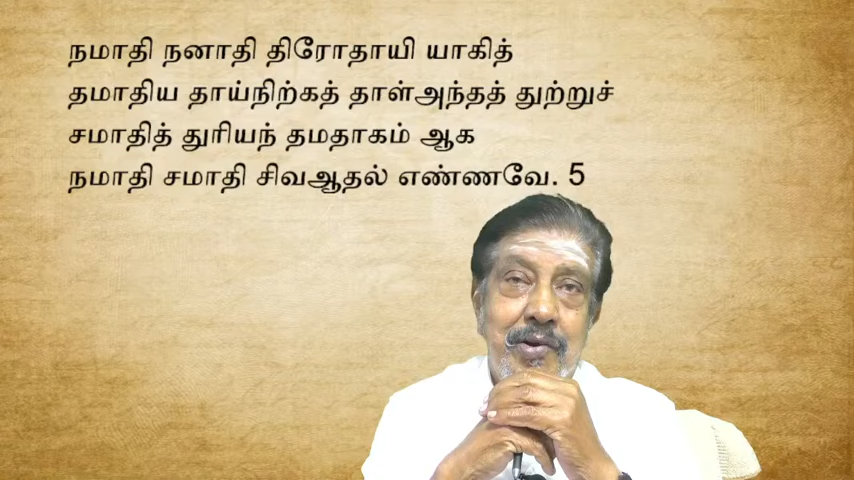 நமாதி நனாதி திரோதாயி யாகித்
தமாதிய தாய்நிற்கத் தாள்அந்தத் துற்றுச்
சமாதித் துரியந் தமதாகம் ஆக
நமாதி சமாதி சிவஆதல் எண்ணவே. 5